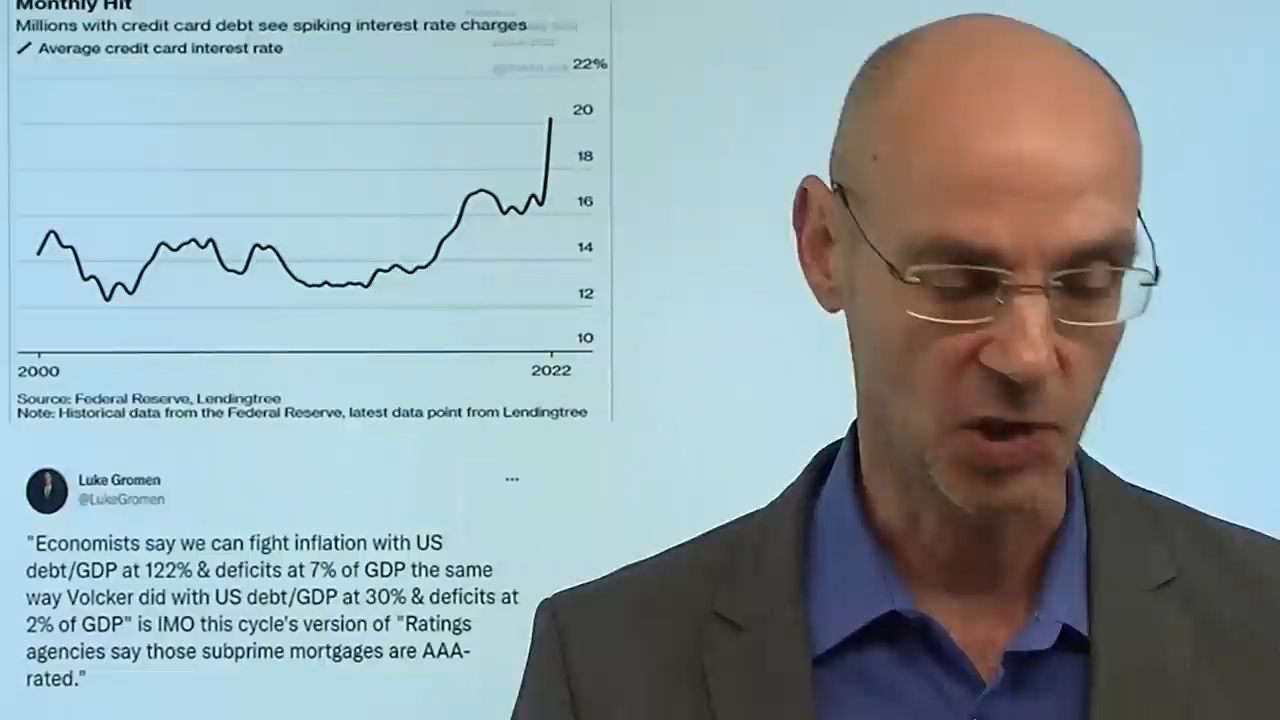 Monthly Hit
Millions with credit card debt see spiking interest rate charges
Average credit card interest rate
22%
20
18
16
14
12
10
2000 2022
Source: Federal Reserve, Lendingtree
Note: Historical data from the Federal Reserve, latest data point from Lendingtree
Luke Gromen
...
@LukeGromen
"Economists say we can fight inflation with US
debt/GDP at 122% & deficits at 7% of GDP the same
way Volcker did with US debt/GDP at 30% & deficits at
2% of GDP" is IMO this cycle's version of "Ratings
agencies say those subprime mortgages are AAA-
rated."